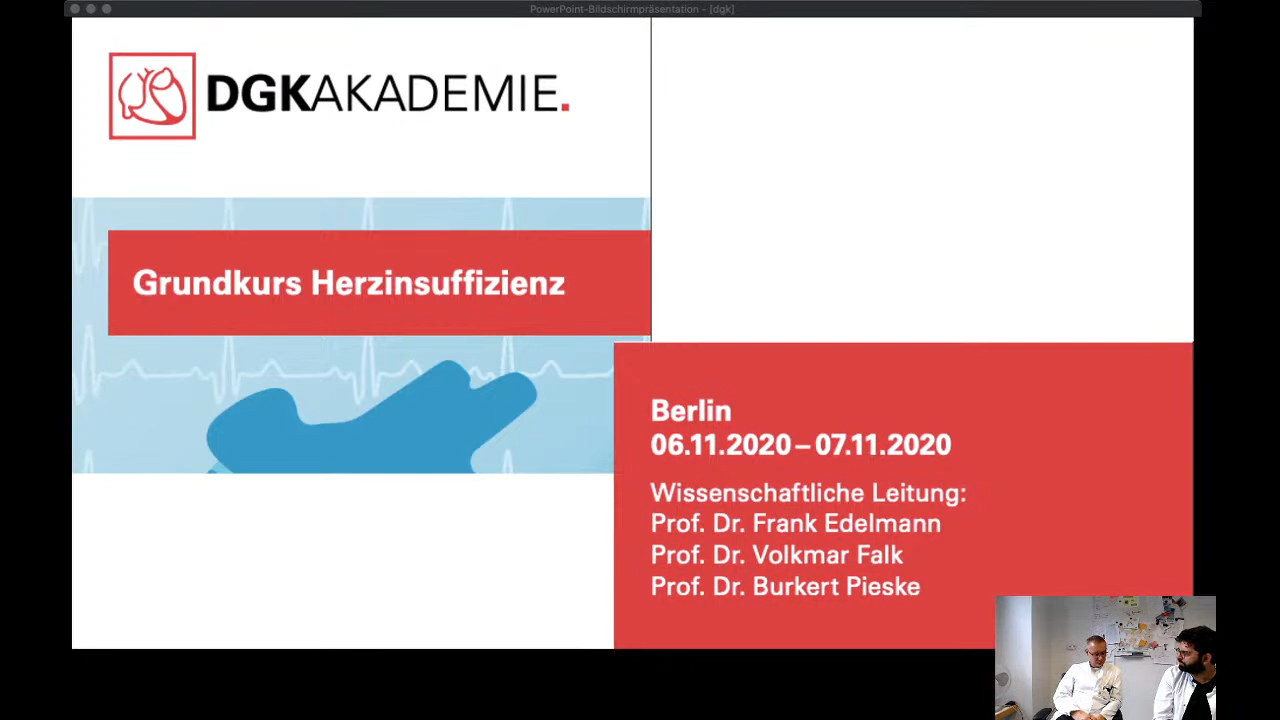 PowerPoint-Bildschirmpräsentation - [dgk]
DGKAKADEMIE.
Grundkurs Herzinsuffizienz
Berlin
06.11.2020 – 07.11.2020
Wissenschaftliche Leitung:
Prof. Dr. Frank Edelmann
Prof. Dr. Volkmar Falk
Prof. Dr. Burkert Pieske